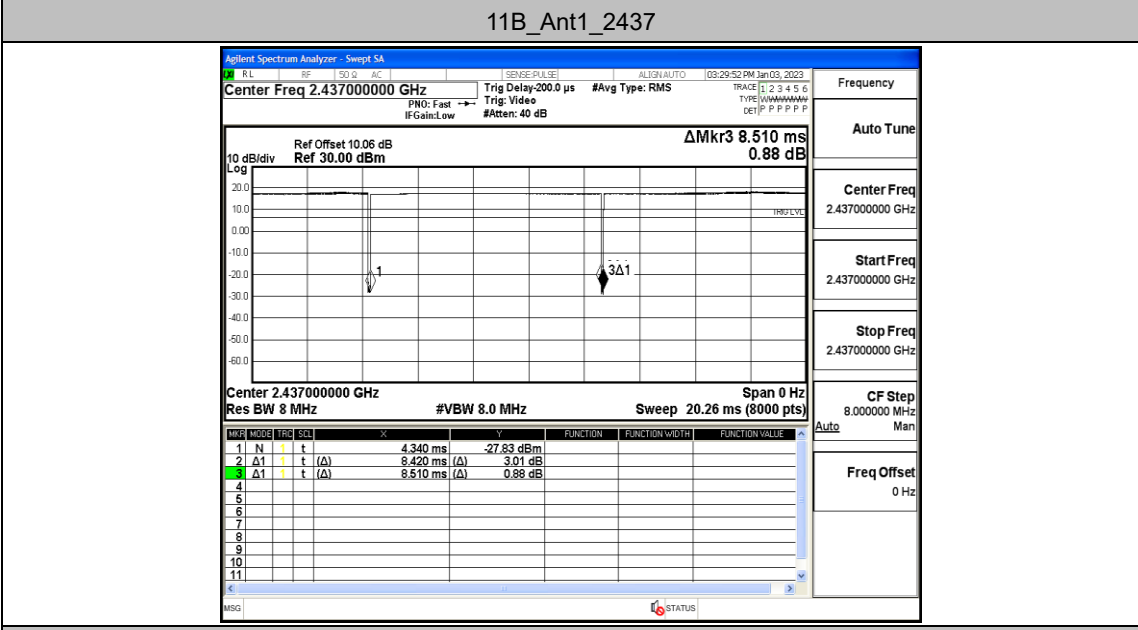 11B_Ant1_2437
Agilent Spectrum Analyzer - Swept SA
RL RF 50 Ω AC SENSE:PULSE ALIGN AUTO 03:29:52 PM Jan 03, 2023
Center Freq 2.437000000 GHz
PNO: Fast
IFGain:Low
Trig Delay-200.0 µs
Trig: Video
#Atten: 40 dB
#Avg Type: RMS
TRACE 1 2 3 4 5 6
TYPE
DET P P P P P P
Frequency
Auto Tune
Center Freq
2.437000000 GHz
Start Freq
2.437000000 GHz
Stop Freq
2.437000000 GHz
CF Step
8.000000 MHz
Auto Man
Freq Offset
0 Hz
ΔMkr3 8.510 ms
0.88 dB
Ref Offset 10.06 dB
10 dB/div Ref 30.00 dBm
Log
20.0
10.0
TRIG LVL
0.00
-10.0
1
3Δ1
-20.0
-30.0
-40.0
-50.0
-60.0
Center 2.437000000 GHz Span 0 Hz
Res BW 8 MHz #VBW 8.0 MHz Sweep 20.26 ms (8000 pts)
MKR MODE TRC SCL X Y FUNCTION FUNCTION WIDTH FUNCTION VALUE
1 N 1 t 4.340 ms -27.83 dBm
2 Δ1 1 t (Δ) 8.420 ms (Δ) 3.01 dB
3 Δ1 1 t (Δ) 8.510 ms (Δ) 0.88 dB
4
5
6
7
8
9
10
11
MSG STATUS